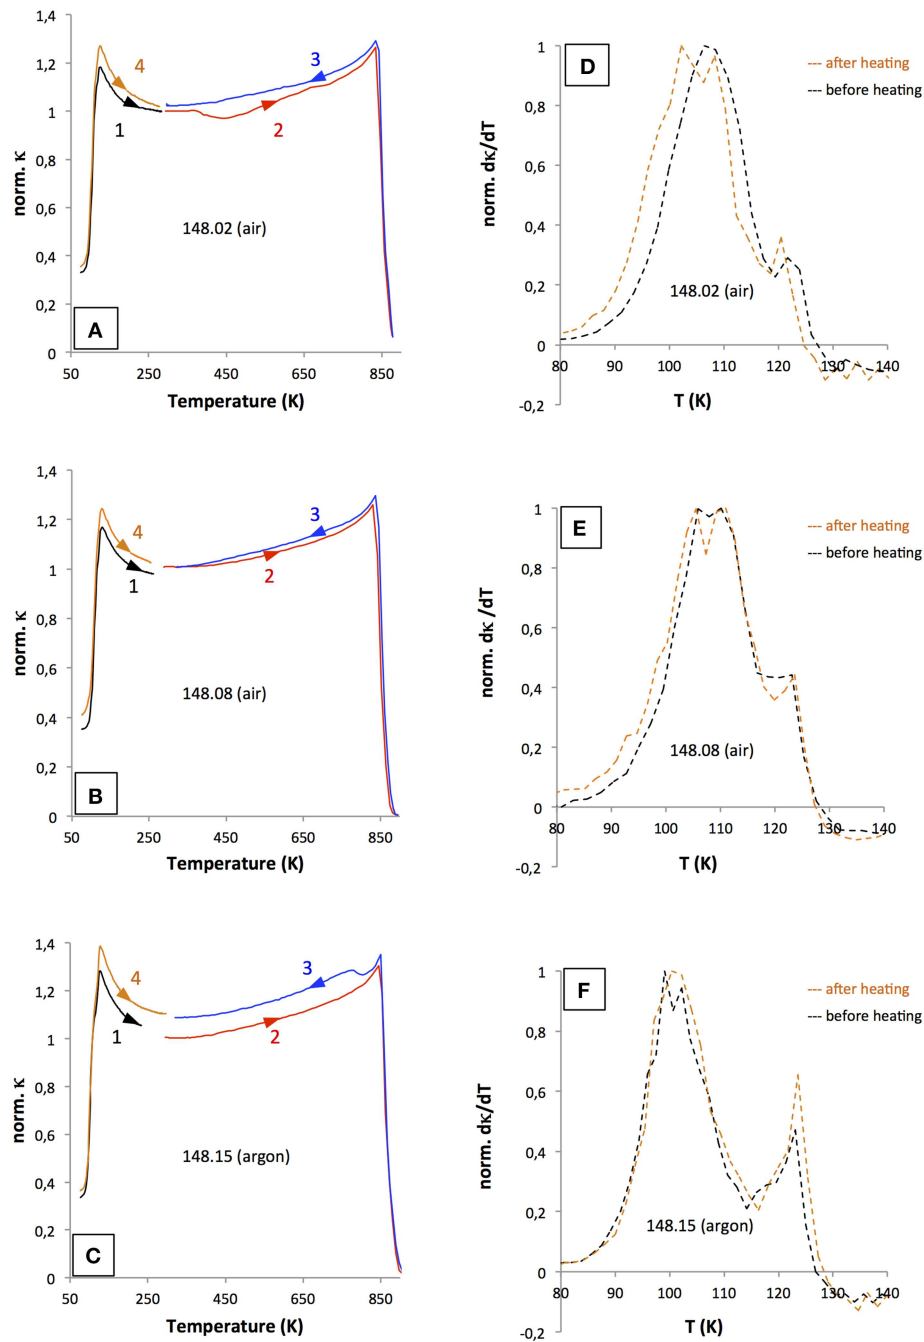 1,4
1,2
1
0,8
0,6
0,4
0,2
0
norm. κ
4
1
3
2
148.02 (air)
A
50 250 450 650 850
Temperature (K)
1
0,8
0,6
0,4
0,2
0
-0,2
norm. dκ/dT
D
after heating
before heating
148.02 (air)
80 90 100 110 120 130 140
T (K)
1,4
1,2
1
0,8
0,6
0,4
0,2
0
norm. κ
4
1
3
2
148.08 (air)
B
50 250 450 650 850
Temperature (K)
1
0,8
0,6
0,4
0,2
0
-0,2
norm. dκ /dT
E
after heating
before heating
148.08 (air)
80 90 100 110 120 130 140
T (K)
1,4
1,2
1
0,8
0,6
0,4
0,2
0
norm. κ
4
1
3
2
148.15 (argon)
C
50 250 450 650 850
Temperature (K)
1
0,8
0,6
0,4
0,2
0
-0,2
norm. dκ/dT
F
after heating
before heating
148.15 (argon)
80 90 100 110 120 130 140
T (K)